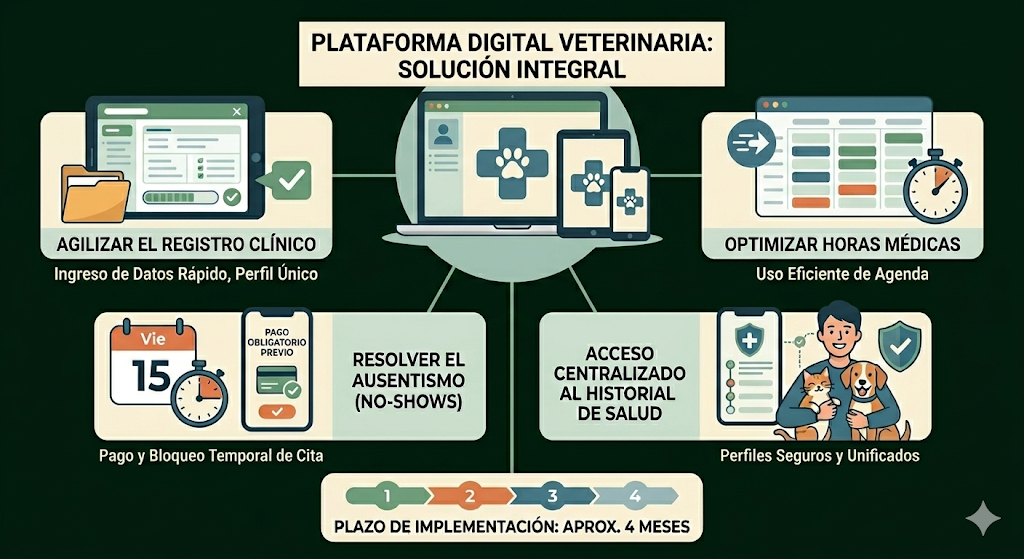 PLATAFORMA DIGITAL VETERINARIA:
SOLUCIÓN INTEGRAL
AGILIZAR EL REGISTRO CLÍNICO
Ingreso de Datos Rápido, Perfil Único
OPTIMIZAR HORAS MÉDICAS
Uso Eficiente de Agenda
Vie
15
PAGO
OBLIGATORIO
PREVIO
RESOLVER EL
AUSENTISMO
(NO-SHOWS)
Pago y Bloqueo Temporal de Cita
ACCESO
CENTRALIZADO
AL HISTORIAL
DE SALUD
Perfiles Seguros y Unificados
1 2 3 4
PLAZO DE IMPLEMENTACIÓN: APROX. 4 MESES